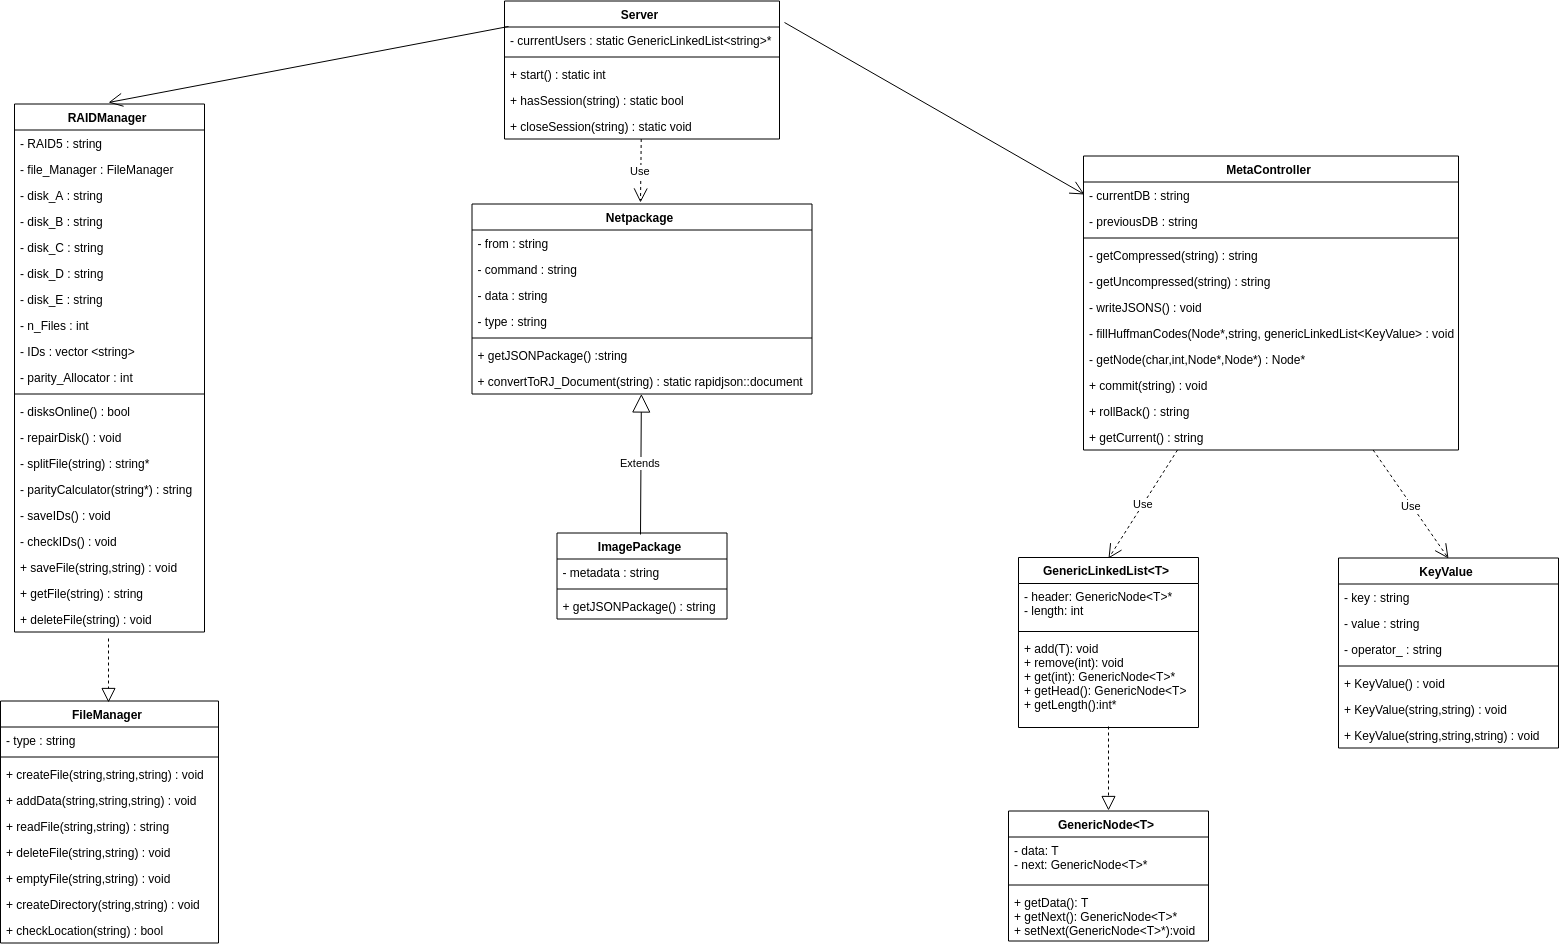 Server
- currentUsers : static GenericLinkedList<string>*
+ start() : static int
+ hasSession(string) : static bool
+ closeSession(string) : static void
Use
RAIDManager
- RAID5 : string
- file_Manager : FileManager
- disk_A : string
- disk_B : string
- disk_C : string
- disk_D : string
- disk_E : string
- n_Files : int
- IDs : vector <string>
- parity_Allocator : int
- disksOnline() : bool
- repairDisk() : void
- splitFile(string) : string*
- parityCalculator(string*) : string
- saveIDs() : void
- checkIDs() : void
+ saveFile(string,string) : void
+ getFile(string) : string
+ deleteFile(string) : void
FileManager
- type : string
+ createFile(string,string,string) : void
+ addData(string,string,string) : void
+ readFile(string,string) : string
+ deleteFile(string,string) : void
+ emptyFile(string,string) : void
+ createDirectory(string,string) : void
+ checkLocation(string) : bool
Netpackage
- from : string
- command : string
- data : string
- type : string
+ getJSONPackage() :string
+ convertToRJ_Document(string) : static rapidjson::document
Extends
ImagePackage
- metadata : string
+ getJSONPackage() : string
MetaController
- currentDB : string
- previousDB : string
- getCompressed(string) : string
- getUncompressed(string) : string
- writeJSONS() : void
- fillHuffmanCodes(Node*,string, genericLinkedList<KeyValue> : void
- getNode(char,int,Node*,Node*) : Node*
+ commit(string) : void
+ rollBack() : string
+ getCurrent() : string
Use
Use
GenericLinkedList<T>
- header: GenericNode<T>*
- length: int
+ add(T): void
+ remove(int): void
+ get(int): GenericNode<T>*
+ getHead(): GenericNode<T>
+ getLength():int*
KeyValue
- key : string
- value : string
- operator_ : string
+ KeyValue() : void
+ KeyValue(string,string) : void
+ KeyValue(string,string,string) : void
GenericNode<T>
- data: T
- next: GenericNode<T>*
+ getData(): T
+ getNext(): GenericNode<T>*
+ setNext(GenericNode<T>*):void